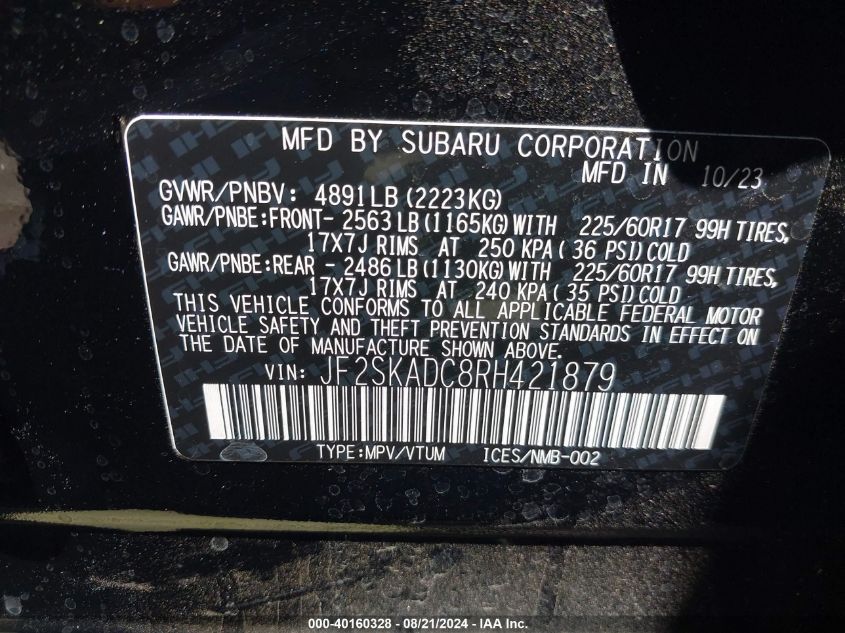 MFD BY SUBARU CORPORATION
MFD IN 10/23
GVWR/PNBV: 4891LB (2223KG)
GAWR/PNBE: FRONT- 2563 LB (1165KG) WITH 225/60R17 99H TIRES,
17X7J RIMS AT 250 KPA ( 36 PSI) COLD
GAWR/PNBE: REAR - 2486 LB (1130KG) WITH 225/60R17 99H TIRES,
17X7J RIMS AT 240 KPA ( 35 PSI) COLD
THIS VEHICLE CONFORMS TO ALL APPLICABLE FEDERAL MOTOR
VEHICLE SAFETY AND THEFT PREVENTION STANDARDS IN EFFECT ON
THE DATE OF MANUFACTURE SHOWN ABOVE.
VIN: JF2SKADC8RH421879
TYPE: MPV/VTUM ICES/NMB-002
000-40160328 - 08/21/2024 - IAA Inc.